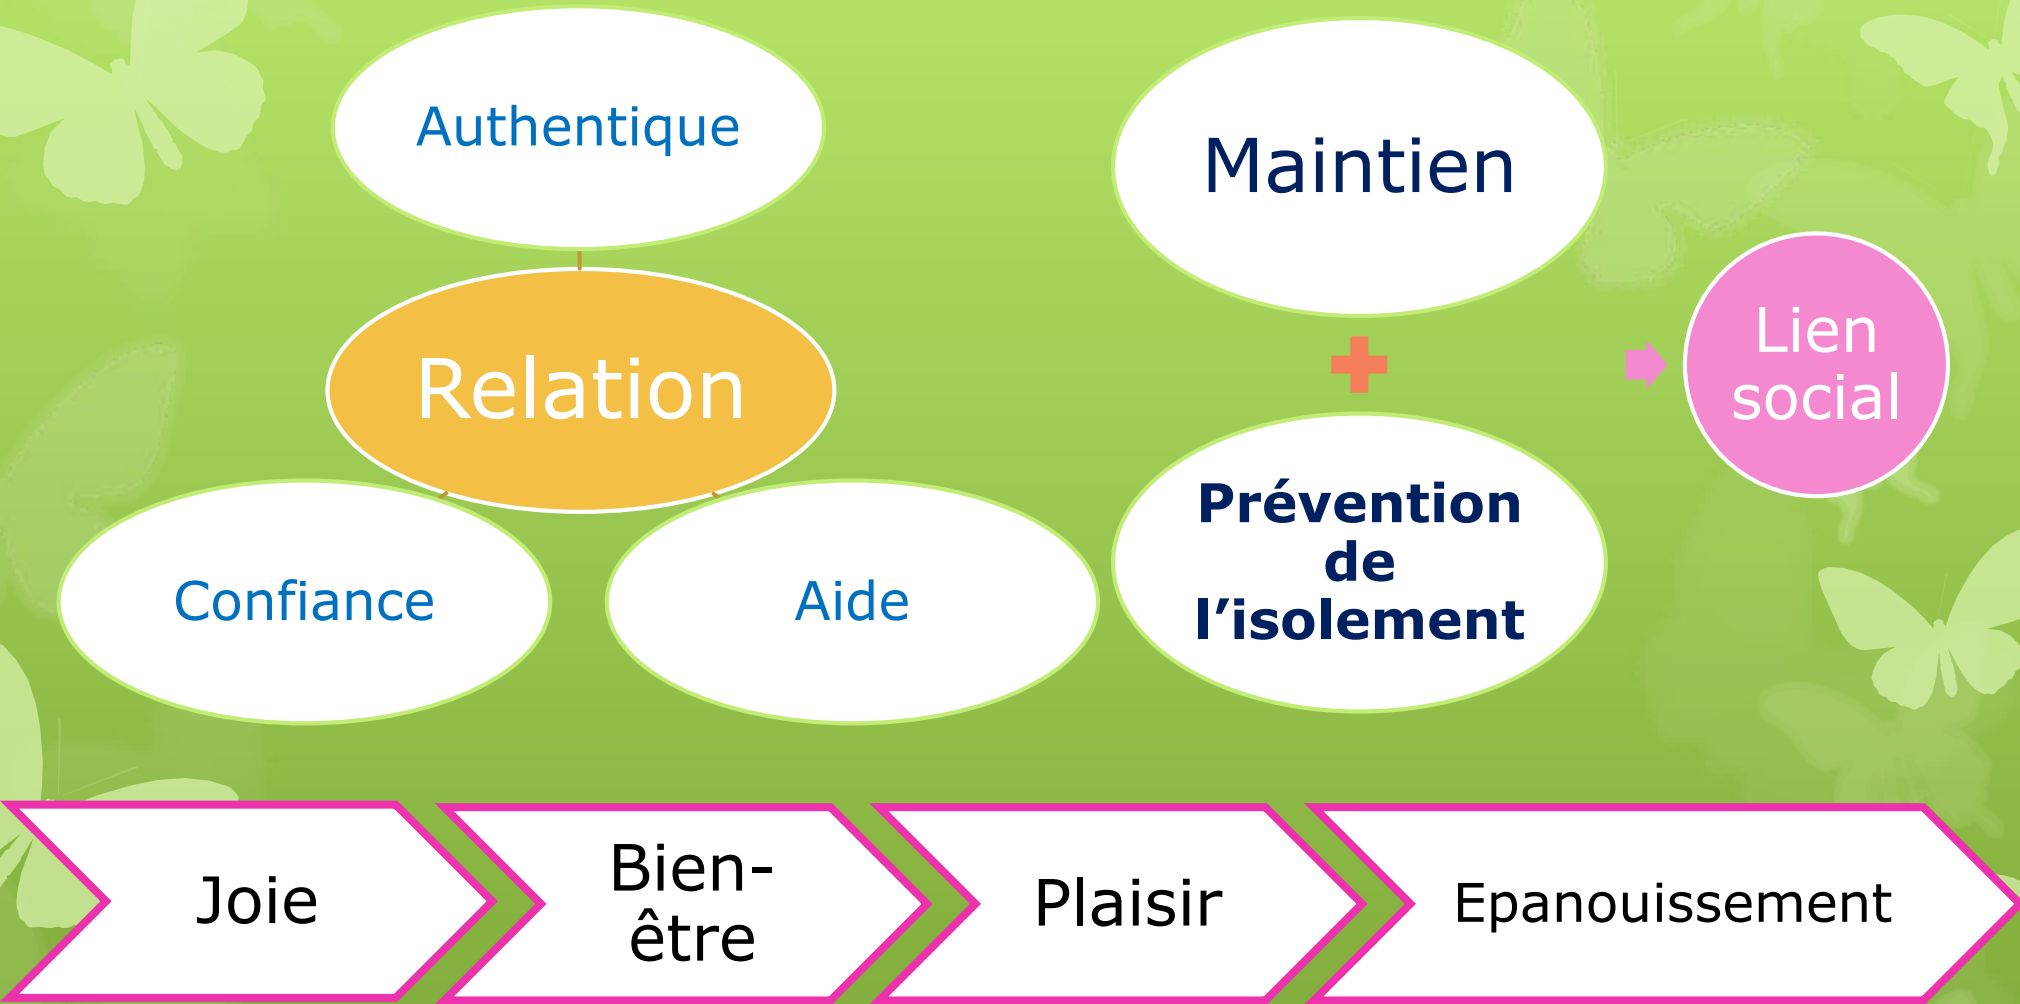 Authentique
Relation
Confiance
Aide
Maintien
Prévention
de
l’isolement
Lien
social
Joie
Bien-
être
Plaisir
Epanouissement